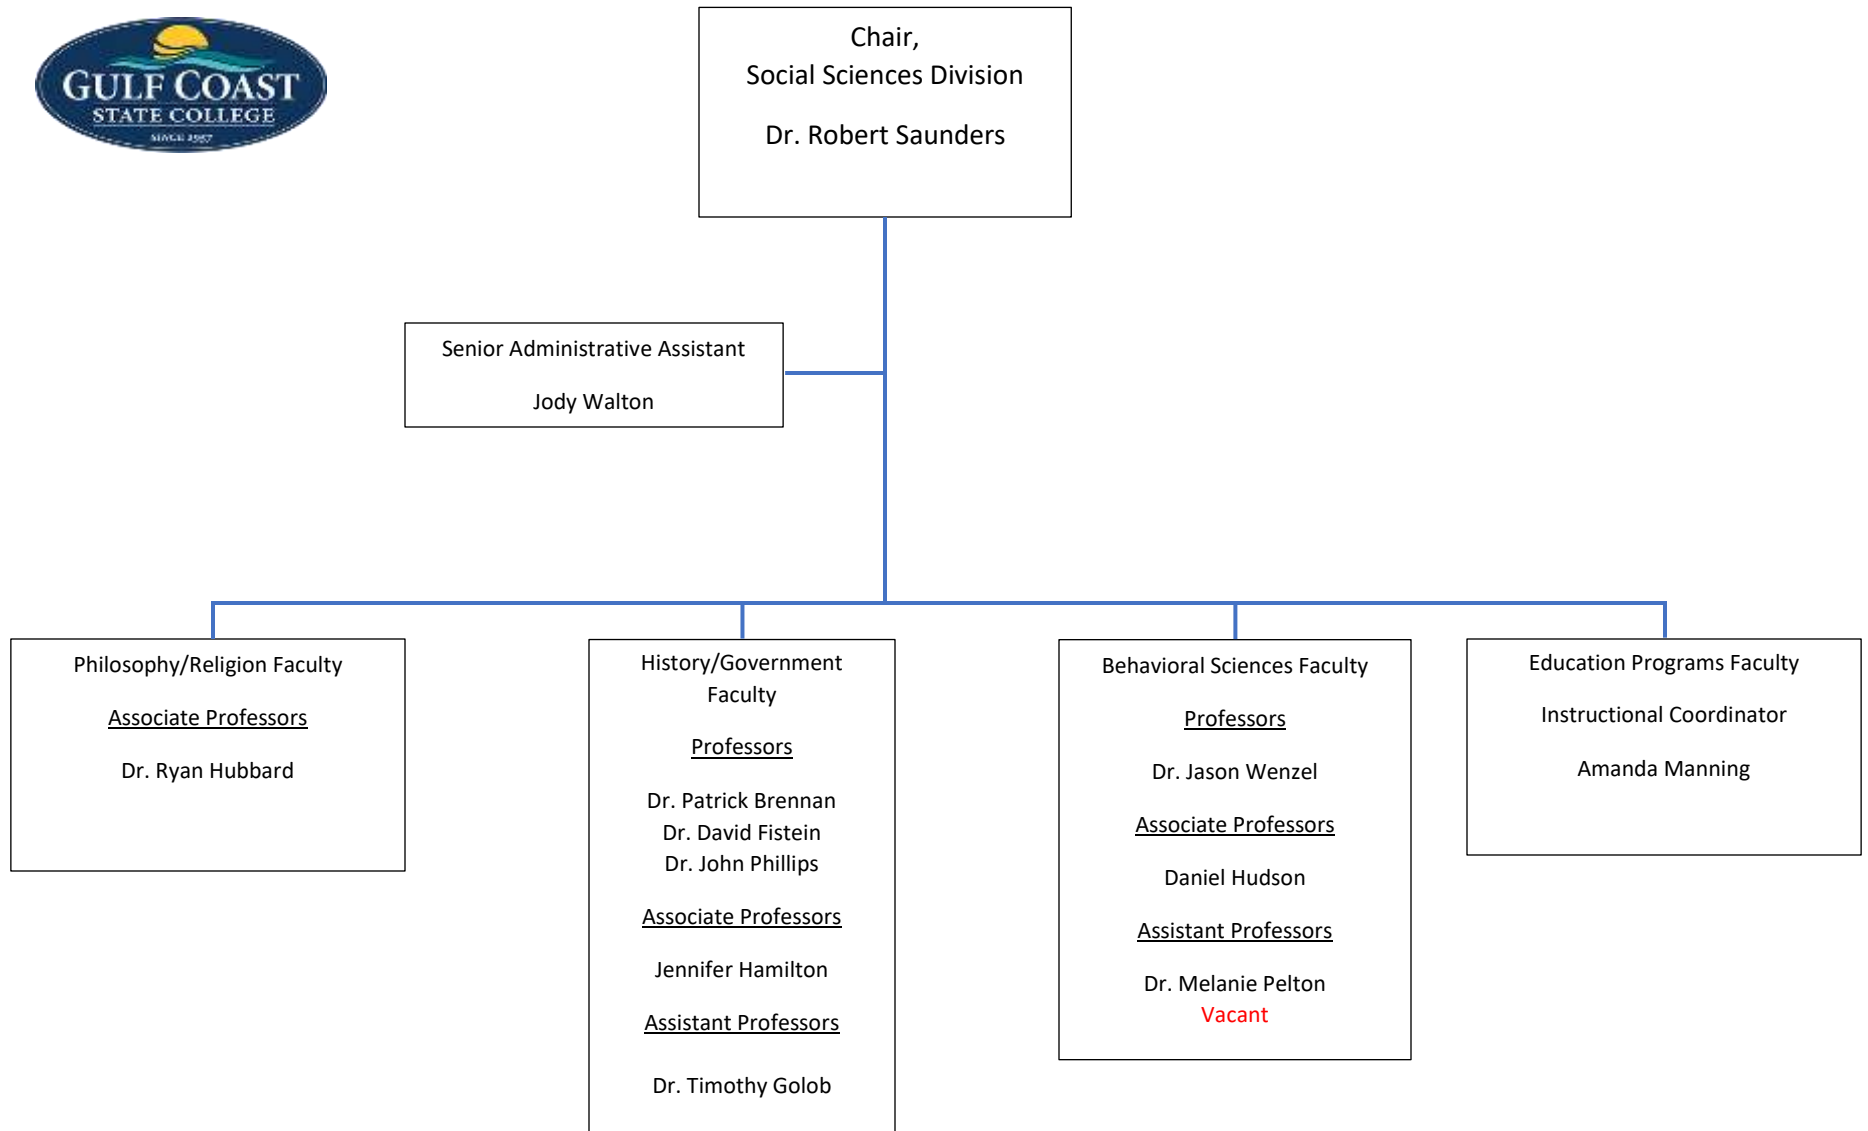 GULF COAST
STATE COLLEGE
SINCE 1957
Chair,
Social Sciences Division
Dr. Robert Saunders
Senior Administrative Assistant
Jody Walton
Philosophy/Religion Faculty
Associate Professors
Dr. Ryan Hubbard
History/Government
Faculty
Professors
Dr. Patrick Brennan
Dr. David Fistein
Dr. John Phillips
Associate Professors
Jennifer Hamilton
Assistant Professors
Dr. Timothy Golob
Behavioral Sciences Faculty
Professors
Dr. Jason Wenzel
Associate Professors
Daniel Hudson
Assistant Professors
Dr. Melanie Pelton
Vacant
Education Programs Faculty
Instructional Coordinator
Amanda Manning